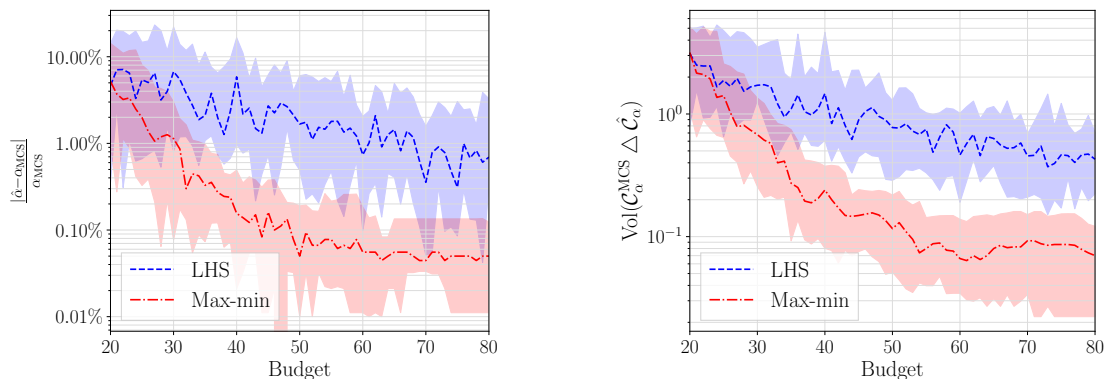 10.00%
1.00%
0.10%
0.01%
|α̂-α_MCS|
α_MCS
LHS
Max-min
20 30 40 50 60 70 80
Budget
10⁰
10⁻¹
Vol(𝒞_α^MCS △ 𝒞̂_α)
LHS
Max-min
20 30 40 50 60 70 80
Budget